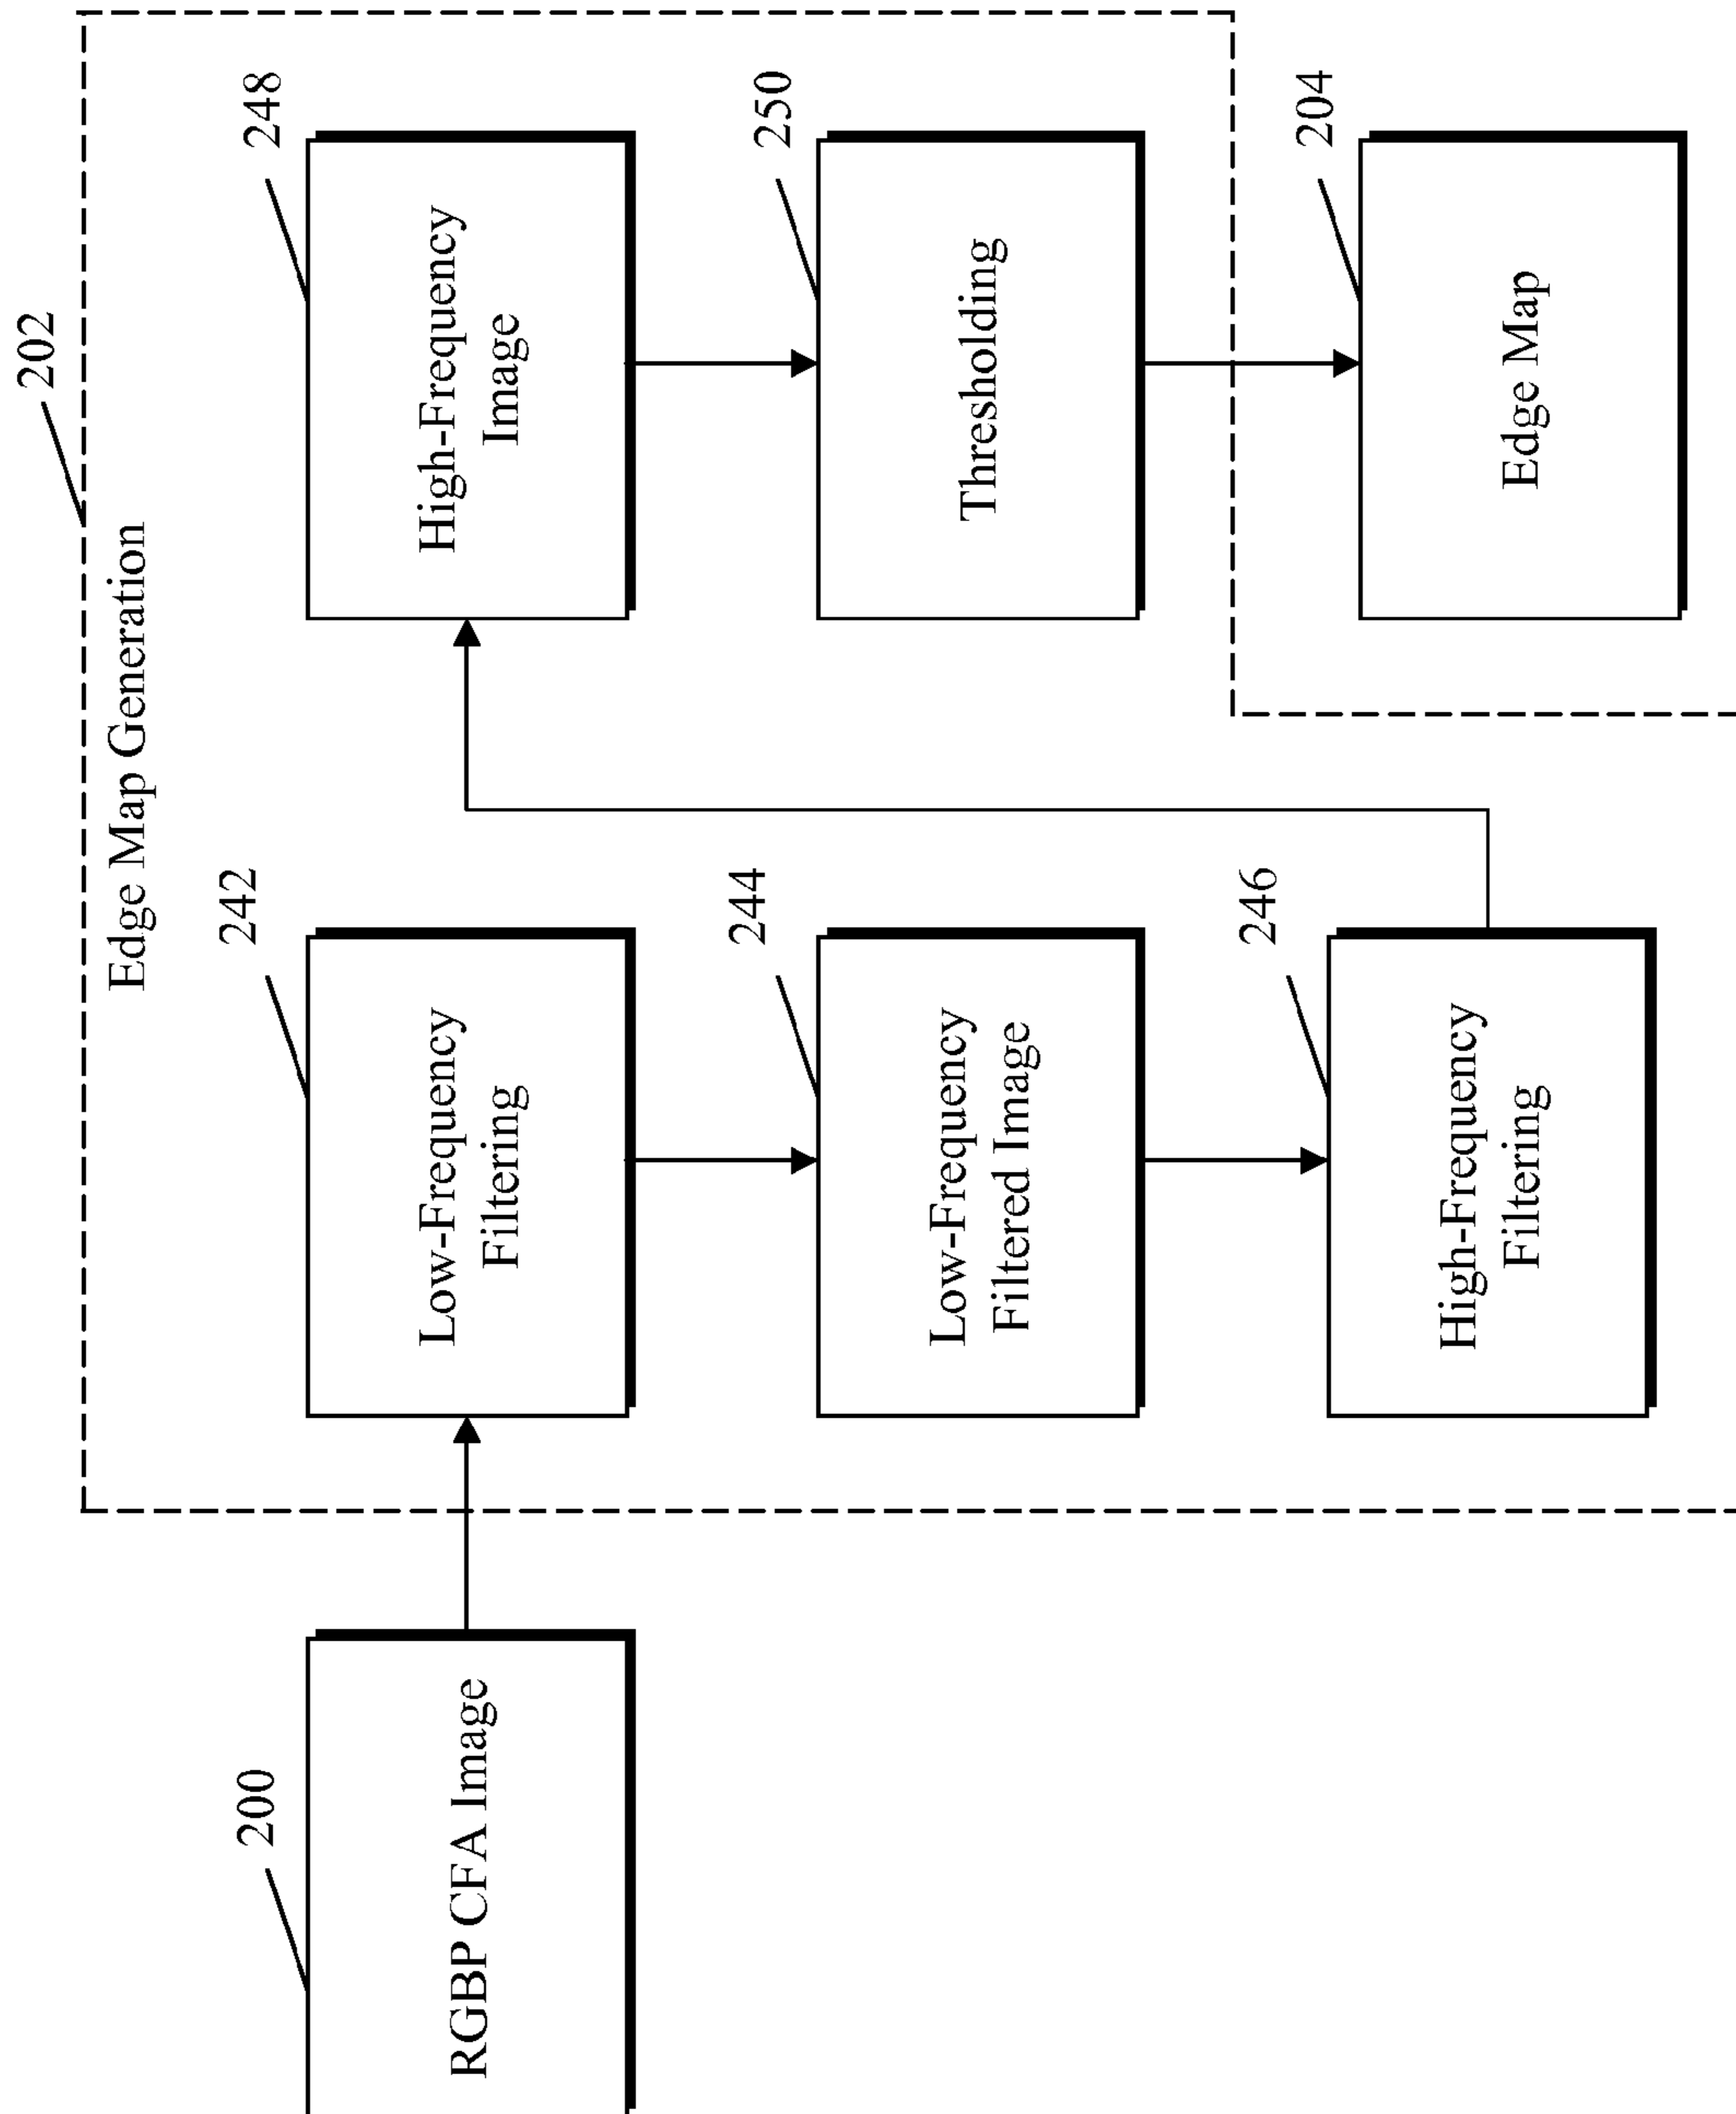 202
Edge Map Generation
200
RGBP CFA Image
242
Low-Frequency
Filtering
244
Low-Frequency
Filtered Image
246
High-Frequency
Filtering
248
High-Frequency
Image
250
Thresholding
204
Edge Map